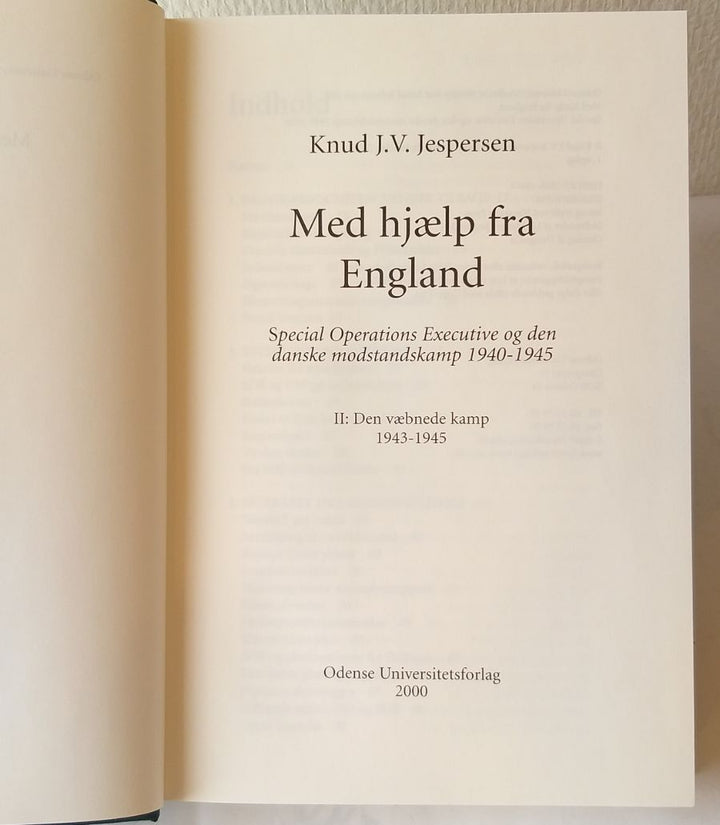 Knud J.V. Jespersen
Med hjælp fra
England
Special Operations Executive og den
danske modstandskamp 1940-1945
II: Den væbnede kamp
1943-1945
Odense Universitetsforlag
2000